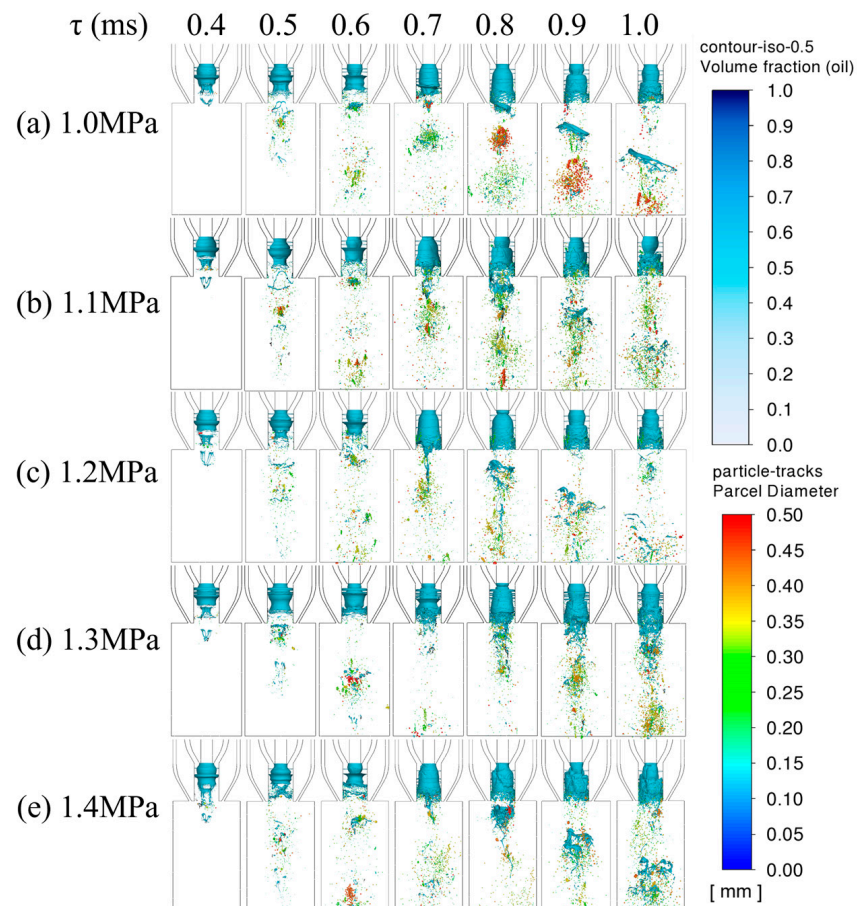 τ (ms) 0.4 0.5 0.6 0.7 0.8 0.9 1.0
contour-iso-0.5
Volume fraction (oil)
1.0
0.9
0.8
0.7
0.6
0.5
0.4
0.3
0.2
0.1
0.0
(a) 1.0MPa
(b) 1.1MPa
(c) 1.2MPa
(d) 1.3MPa
(e) 1.4MPa
particle-tracks
Parcel Diameter
0.50
0.45
0.40
0.35
0.30
0.25
0.20
0.15
0.10
0.05
0.00
[ mm ]